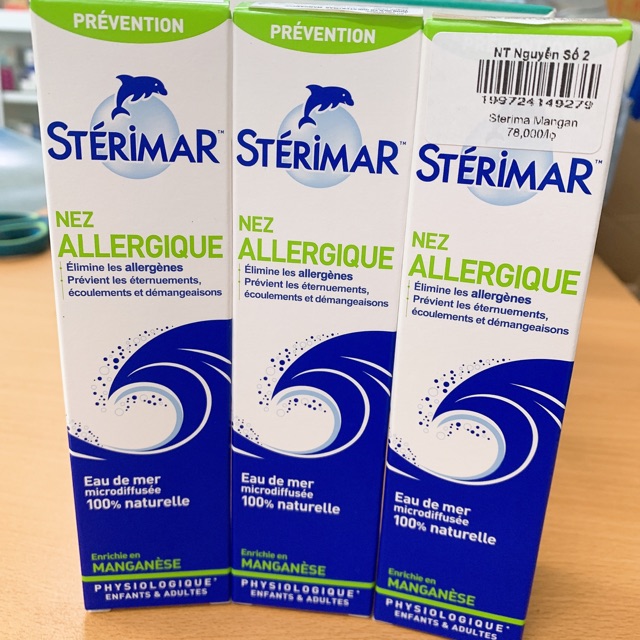 PRÉVENTION
STÉRIMAR™
NEZ
ALLERGIQUE
- Élimine les allergènes
- Prévient les éternuements,
écoulements et démangeaisons
Eau de mer
microdiffusée
100% naturelle
Enrichie en
MANGANÈSE
PHYSIOLOGIQUE*
ENFANTS & ADULTES
PRÉVENTION
STÉRIMAR™
NEZ
ALLERGIQUE
- Élimine les allergènes
- Prévient les éternuements,
écoulements et démangeaisons
Eau de mer
microdiffusée
100% naturelle
Enrichie en
MANGANÈSE
PHYSIOLOGIQUE*
ENFANTS & ADULTES
NT Nguyễn Số 2
199724149279
Sterima Mangan
78,000/lọ
STÉRIMAR™
NEZ
ALLERGIQUE
- Élimine les allergènes
- Prévient les éternuements,
écoulements et démangeaisons
Eau de mer
microdiffusée
100% naturelle
Enrichie en
MANGANÈSE
PHYSIOLOGIQUE*
ENFANTS & ADULTES